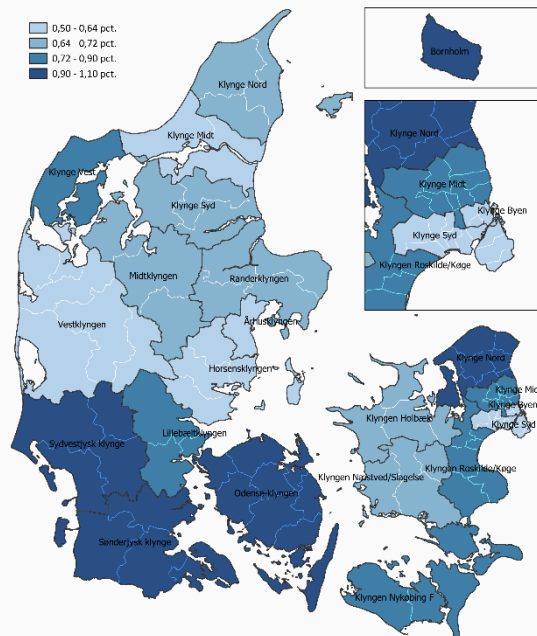 0,50 - 0,64 pct.
0,64 0,72 pct.
0,72 - 0,90 pct.
0,90 - 1,10 pct.
Bornholm
Klynge Nord
Klynge Midt
Klynge Vest
Klynge Syd
Midtklyngen
Randersklyngen
Århusklyngen
Vestklyngen
Horsensklyngen
Sydvestjysk klynge
Lillebæltklyngen
Odense-klyngen
Sønderjysk klynge
Klynge Nord
Klynge Midt
Klynge Byen
Klynge Syd
Klyngen Roskilde/Køge
Klynge Nord
Klynge Mid
Klynge Byen
Klynge Syd
Klyngen Holbæk
Klyngen Næstved/Slagelse
Klyngen Roskilde/Køge
Klyngen Nykøbing F